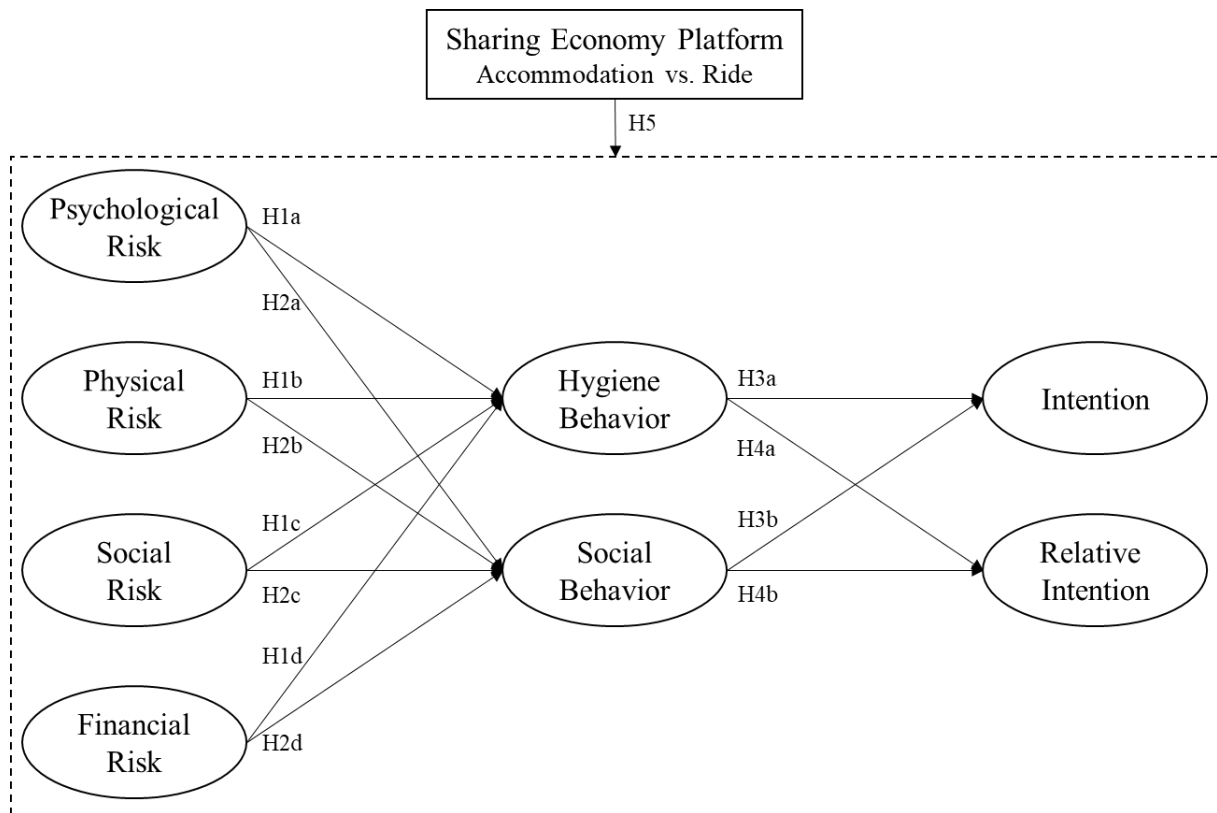 Sharing Economy Platform
Accommodation vs. Ride
H5
Psychological
Risk
H1a
H2a
Physical
Risk
H1b
H2b
Hygiene
Behavior
H3a
H4a
Intention
Social
Risk
H1c
H2c
Social
Behavior
H3b
H4b
Relative
Intention
H1d
Financial
Risk
H2d